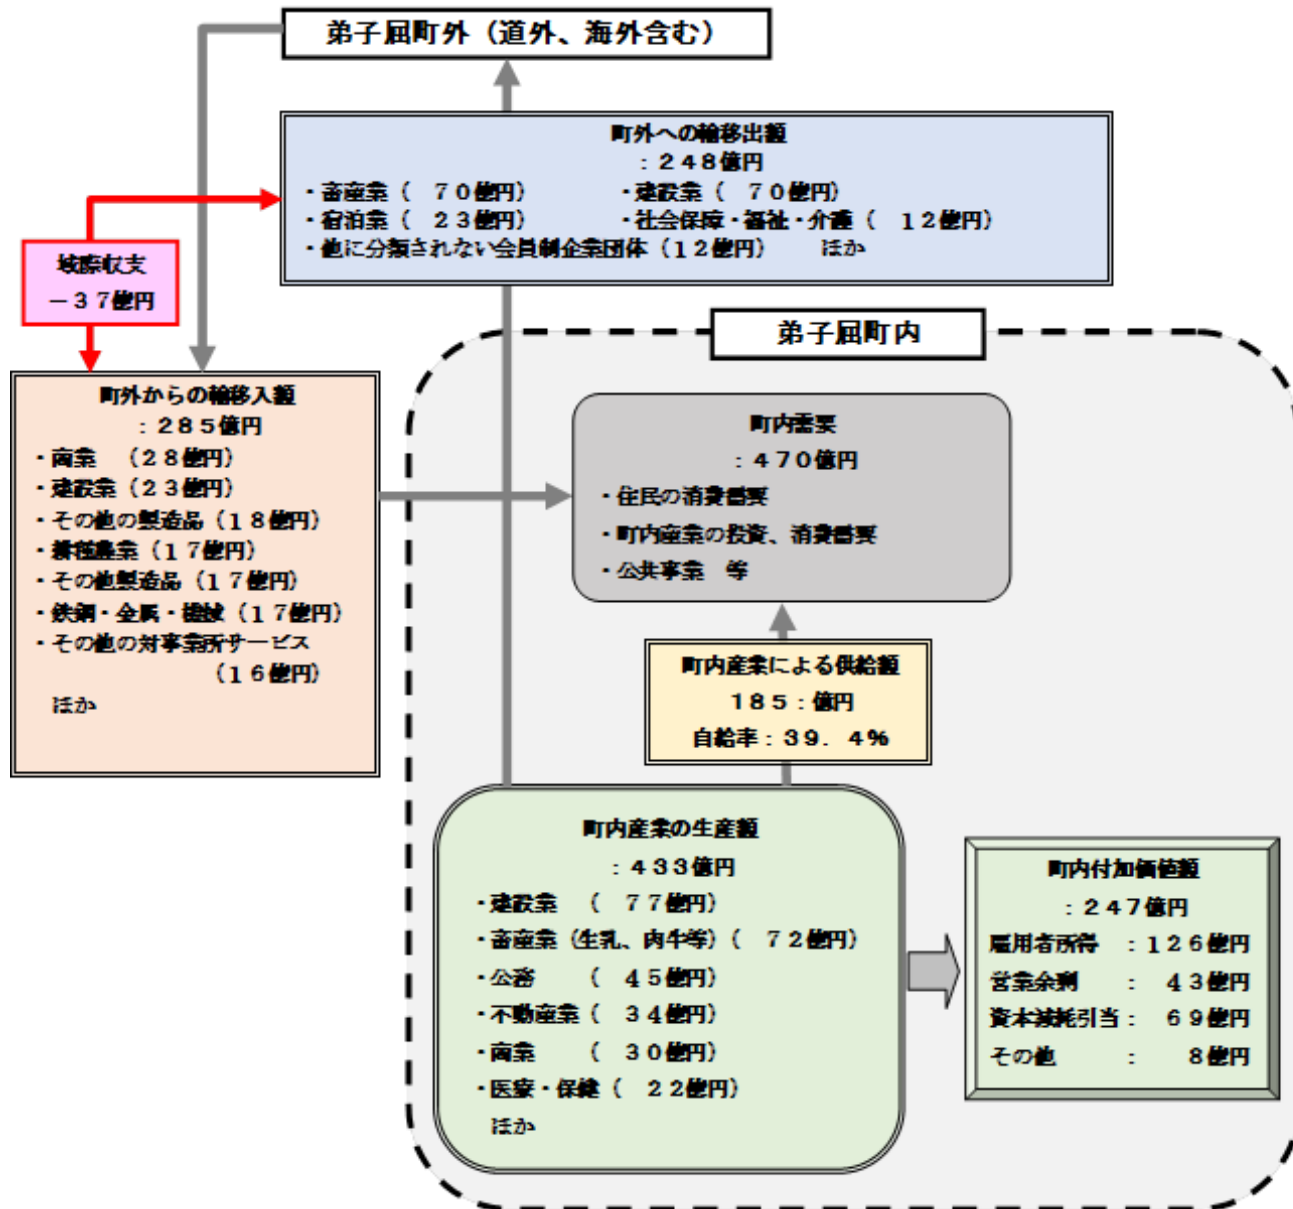 弟子屈町外（道外、海外含む）
町外への輸移出額
：２４８億円
・畜産業（　７０億円）　・建設業（　７０億円）
・宿泊業（　２３億円）　・社会保障・福祉・介護（　１２億円）
・他に分類されない会員制企業団体（１２億円）　ほか
域際収支
－３７億円
町外からの輸移入額
：２８５億円
・商業　（２８億円）
・建設業（２３億円）
・その他の製造品（１８億円）
・耕種農業（１７億円）
・その他製造品（１７億円）
・鉄鋼・金属・機械（１７億円）
・その他の対事業所サービス
（１６億円）
ほか
弟子屈町内
町内需要
：４７０億円
・住民の消費需要
・町内産業の投資、消費需要
・公共事業　等
町内産業による供給額
１８５：億円
自給率：３９．４％
町内産業の生産額
：４３３億円
・建設業　（　７７億円）
・畜産業（生乳、肉牛等）（　７２億円）
・公務　　（　４５億円）
・不動産業（　３４億円）
・商業　　（　３０億円）
・医療・保健（　２２億円）
ほか
町内付加価値額
：２４７億円
雇用者所得　：１２６億円
営業余剰　　：　４３億円
資本減耗引当：　６９億円
その他　　　：　　８億円